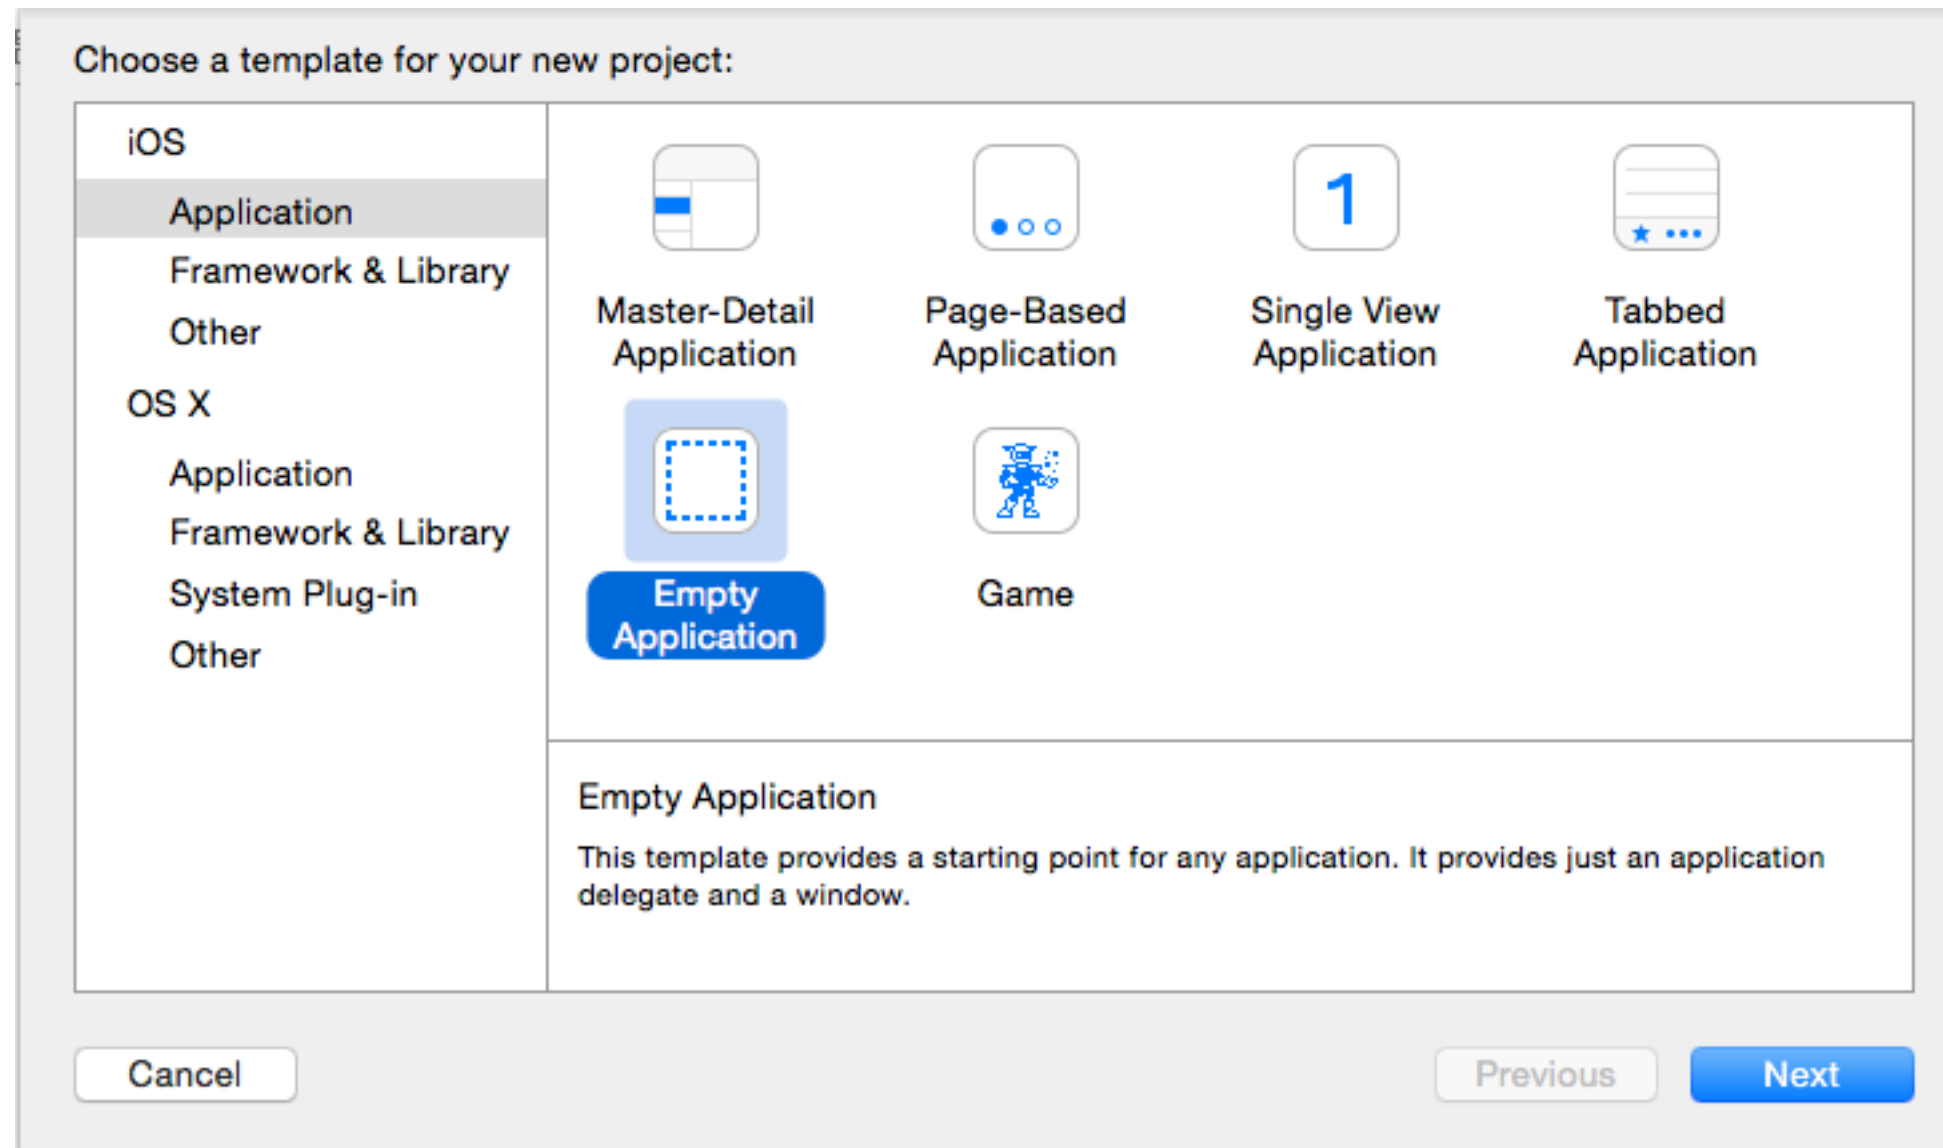 Choose a template for your new project:
iOS
Application
Framework & Library
Other
OS X
Application
Framework & Library
System Plug-in
Other
1
Master-Detail
Application
Page-Based
Application
Single View
Application
Tabbed
Application
Empty
Application
Game
Empty Application
This template provides a starting point for any application. It provides just an application
delegate and a window.
Cancel
Previous
Next